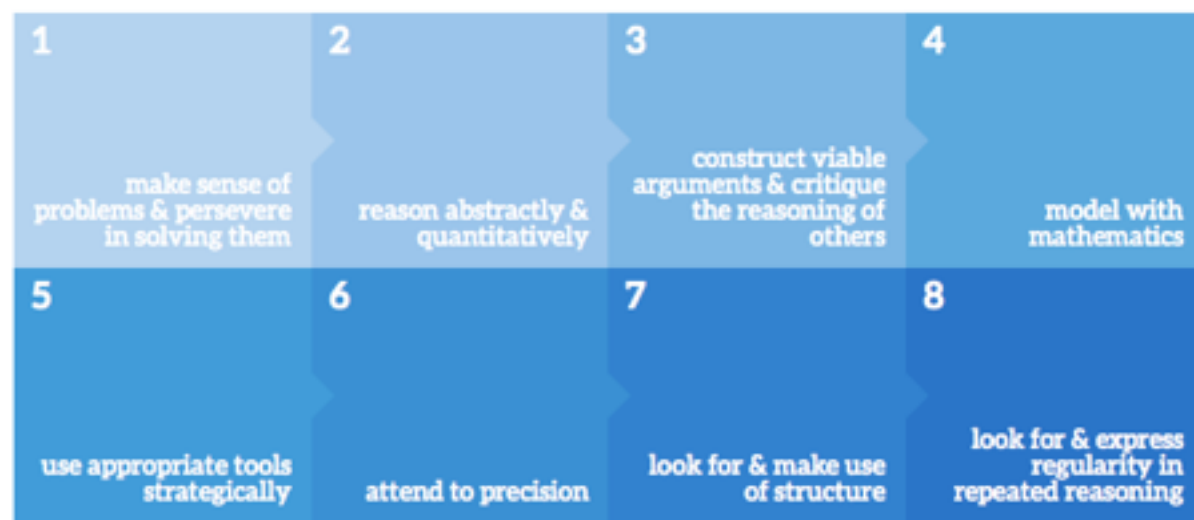 1
make sense of
problems & persevere
in solving them
2
reason abstractly &
quantitatively
3
construct viable
arguments & critique
the reasoning of
others
4
model with
mathematics
5
use appropriate tools
strategically
6
attend to precision
7
look for & make use
of structure
8
look for & express
regularity in
repeated reasoning